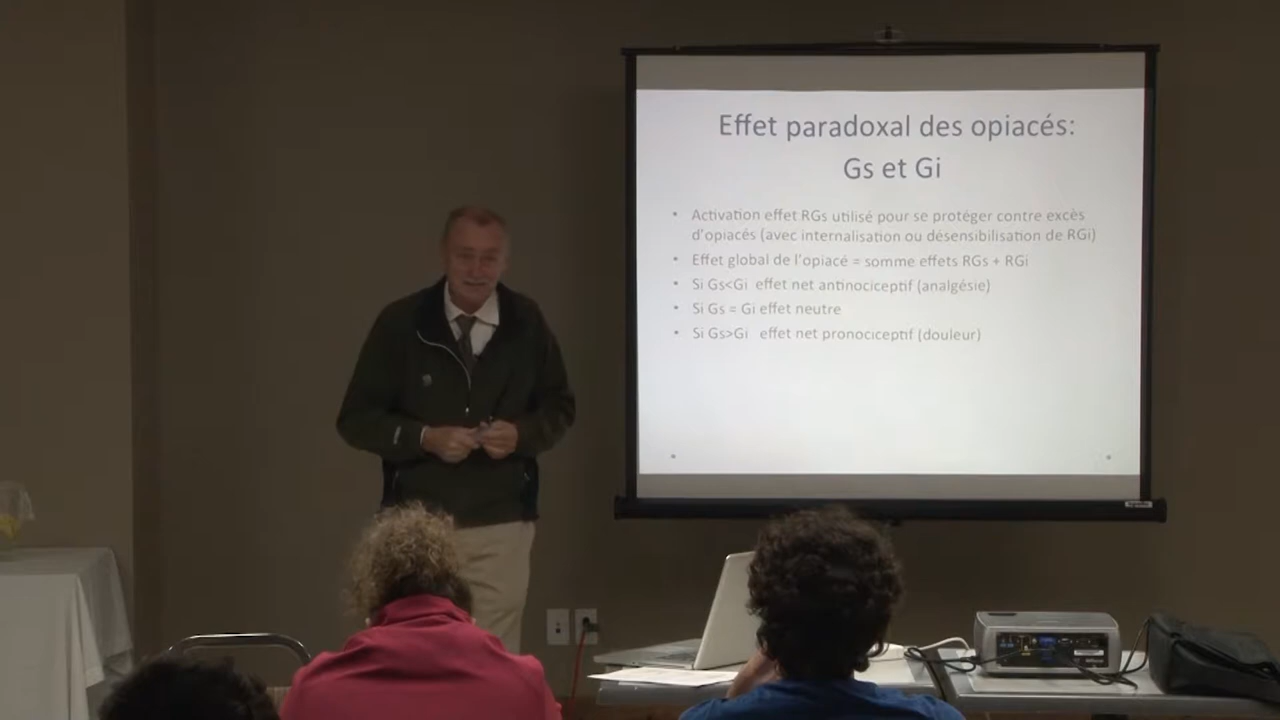 Effet paradoxal des opiacés:
Gs et Gi
• Activation effet RGs utilisé pour se protéger contre excès
d'opiacés (avec internalisation ou désensibilisation de RGi)
• Effet global de l'opiacé = somme effets RGs + RGi
• Si Gs<Gi effet net antinociceptif (analgésie)
• Si Gs = Gi effet neutre
• Si Gs>Gi effet net pronociceptif (douleur)